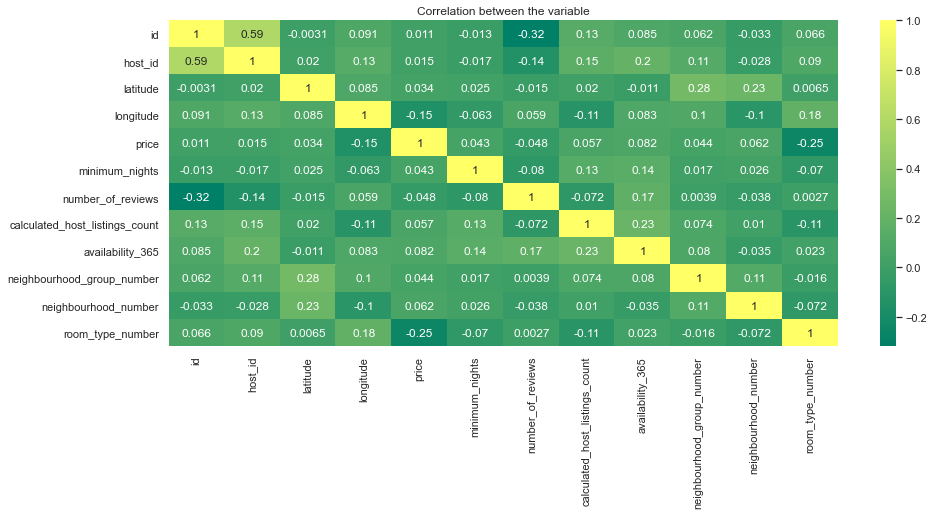 Correlation between the variable
id 1 0.59 -0.0031 0.091 0.011 -0.013 -0.32 0.13 0.085 0.062 -0.033 0.066
host_id 0.59 1 0.02 0.13 0.015 -0.017 -0.14 0.15 0.2 0.11 -0.028 0.09
latitude -0.0031 0.02 1 0.085 0.034 0.025 -0.015 0.02 -0.011 0.28 0.23 0.0065
longitude 0.091 0.13 0.085 1 -0.15 -0.063 0.059 -0.11 0.083 0.1 -0.1 0.18
price 0.011 0.015 0.034 -0.15 1 0.043 -0.048 0.057 0.082 0.044 0.062 -0.25
minimum_nights -0.013 -0.017 0.025 -0.063 0.043 1 -0.08 0.13 0.14 0.017 0.026 -0.07
number_of_reviews -0.32 -0.14 -0.015 0.059 -0.048 -0.08 1 -0.072 0.17 0.0039 -0.038 0.0027
calculated_host_listings_count 0.13 0.15 0.02 -0.11 0.057 0.13 -0.072 1 0.23 0.074 0.01 -0.11
availability_365 0.085 0.2 -0.011 0.083 0.082 0.14 0.17 0.23 1 0.08 -0.035 0.023
neighbourhood_group_number 0.062 0.11 0.28 0.1 0.044 0.017 0.0039 0.074 0.08 1 0.11 -0.016
neighbourhood_number -0.033 -0.028 0.23 -0.1 0.062 0.026 -0.038 0.01 -0.035 0.11 1 -0.072
room_type_number 0.066 0.09 0.0065 0.18 -0.25 -0.07 0.0027 -0.11 0.023 -0.016 -0.072 1
id
host_id
latitude
longitude
price
minimum_nights
number_of_reviews
calculated_host_listings_count
availability_365
neighbourhood_group_number
neighbourhood_number
room_type_number
1.0
0.8
0.6
0.4
0.2
0.0
−0.2